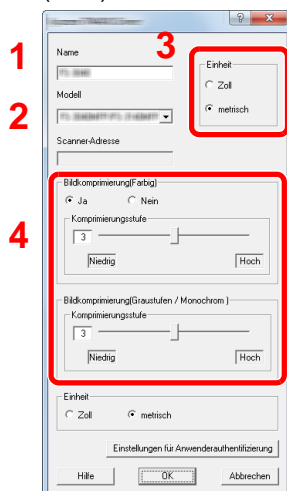 1
Name
2
Modell
Scanner-Adresse
3
Einheit
Zoll
metrisch
4
Bildkomprimierung(Farbig)
Ja Nein
Komprimierungsstufe
3
Niedrig Hoch
Bildkomprimierung(Graustufen / Monochrom )
Komprimierungsstufe
3
Niedrig Hoch
Einheit
Zoll metrisch
Einstellungen für Anwenderauthentifizierung
Hilfe OK Abbrechen